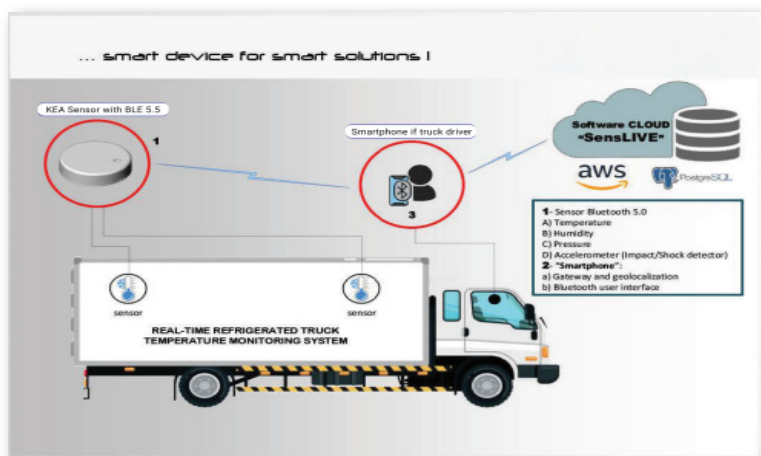 ... smart device for smart solutions !
KEA Sensor with BLE 5.5
1
Smartphone if truck driver
3
Software CLOUD
"SensLIVE"
aws
PostgreSQL
1- Sensor Bluetooth 5.0
A) Temperature
B) Humidity
C) Pressure
D) Accelerometer (Impact/Shock detector)
2- "Smartphone":
a) Gateway and geolocalization
b) Bluetooth user interface
sensor
sensor
REAL-TIME REFRIGERATED TRUCK
TEMPERATURE MONITORING SYSTEM